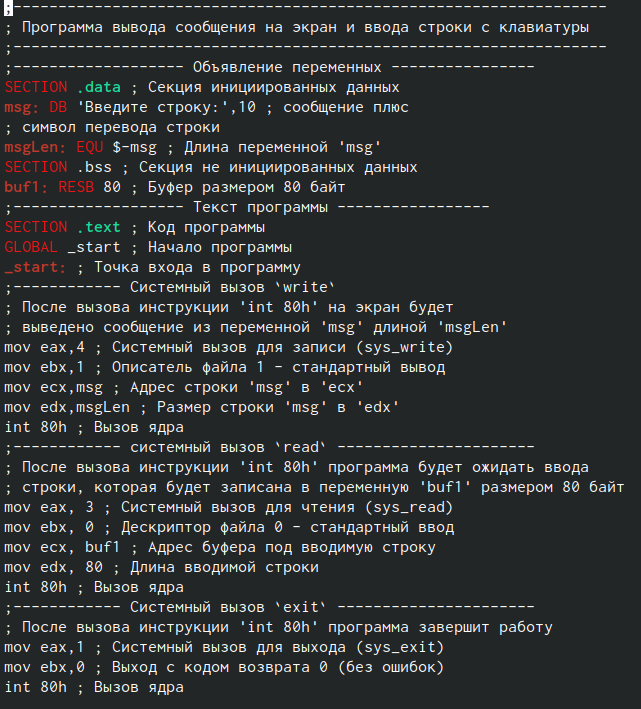 ;------------------------------------------------------------------
; Программа вывода сообщения на экран и ввода строки с клавиатуры
;------------------------------------------------------------------
;------------------- Объявление переменных ----------------
SECTION .data ; Секция инициированных данных
msg: DB 'Введите строку:',10 ; сообщение плюс
; символ перевода строки
msgLen: EQU $-msg ; Длина переменной 'msg'
SECTION .bss ; Секция не инициированных данных
buf1: RESB 80 ; Буфер размером 80 байт
;------------------- Текст программы -----------------
SECTION .text ; Код программы
GLOBAL _start ; Начало программы
_start: ; Точка входа в программу
;------------ Системный вызов `write`
; После вызова инструкции 'int 80h' на экран будет
; выведено сообщение из переменной 'msg' длиной 'msgLen'
mov eax,4 ; Системный вызов для записи (sys_write)
mov ebx,1 ; Описатель файла 1 - стандартный вывод
mov ecx,msg ; Адрес строки 'msg' в 'ecx'
mov edx,msgLen ; Размер строки 'msg' в 'edx'
int 80h ; Вызов ядра
;------------ системный вызов `read` ----------------------
; После вызова инструкции 'int 80h' программа будет ожидать ввода
; строки, которая будет записана в переменную 'buf1' размером 80 байт
mov eax, 3 ; Системный вызов для чтения (sys_read)
mov ebx, 0 ; Дескриптор файла 0 - стандартный ввод
mov ecx, buf1 ; Адрес буфера под вводимую строку
mov edx, 80 ; Длина вводимой строки
int 80h ; Вызов ядра
;------------ Системный вызов `exit` ----------------------
; После вызова инструкции 'int 80h' программа завершит работу
mov eax,1 ; Системный вызов для выхода (sys_exit)
mov ebx,0 ; Выход с кодом возврата 0 (без ошибок)
int 80h ; Вызов ядра